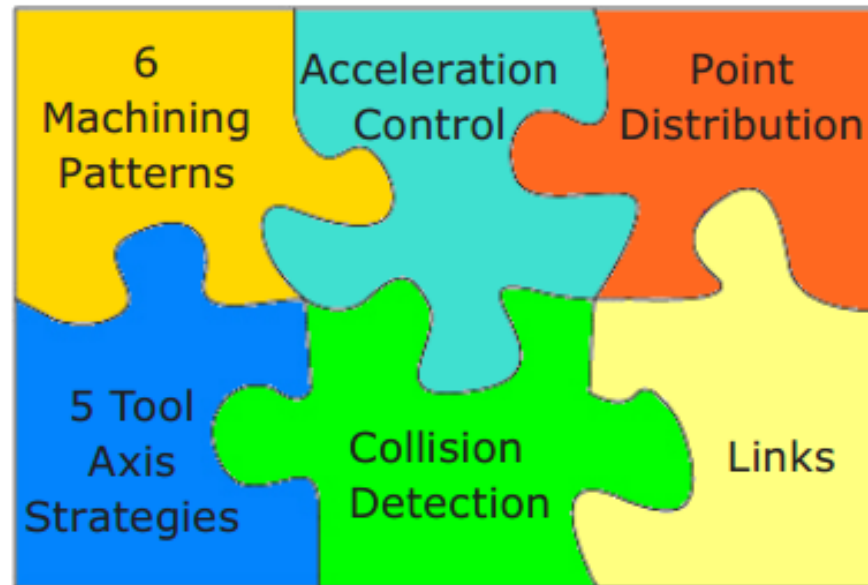 6
Machining
Patterns
Acceleration
Control
Point
Distribution
5 Tool
Axis
Strategies
Collision
Detection
Links